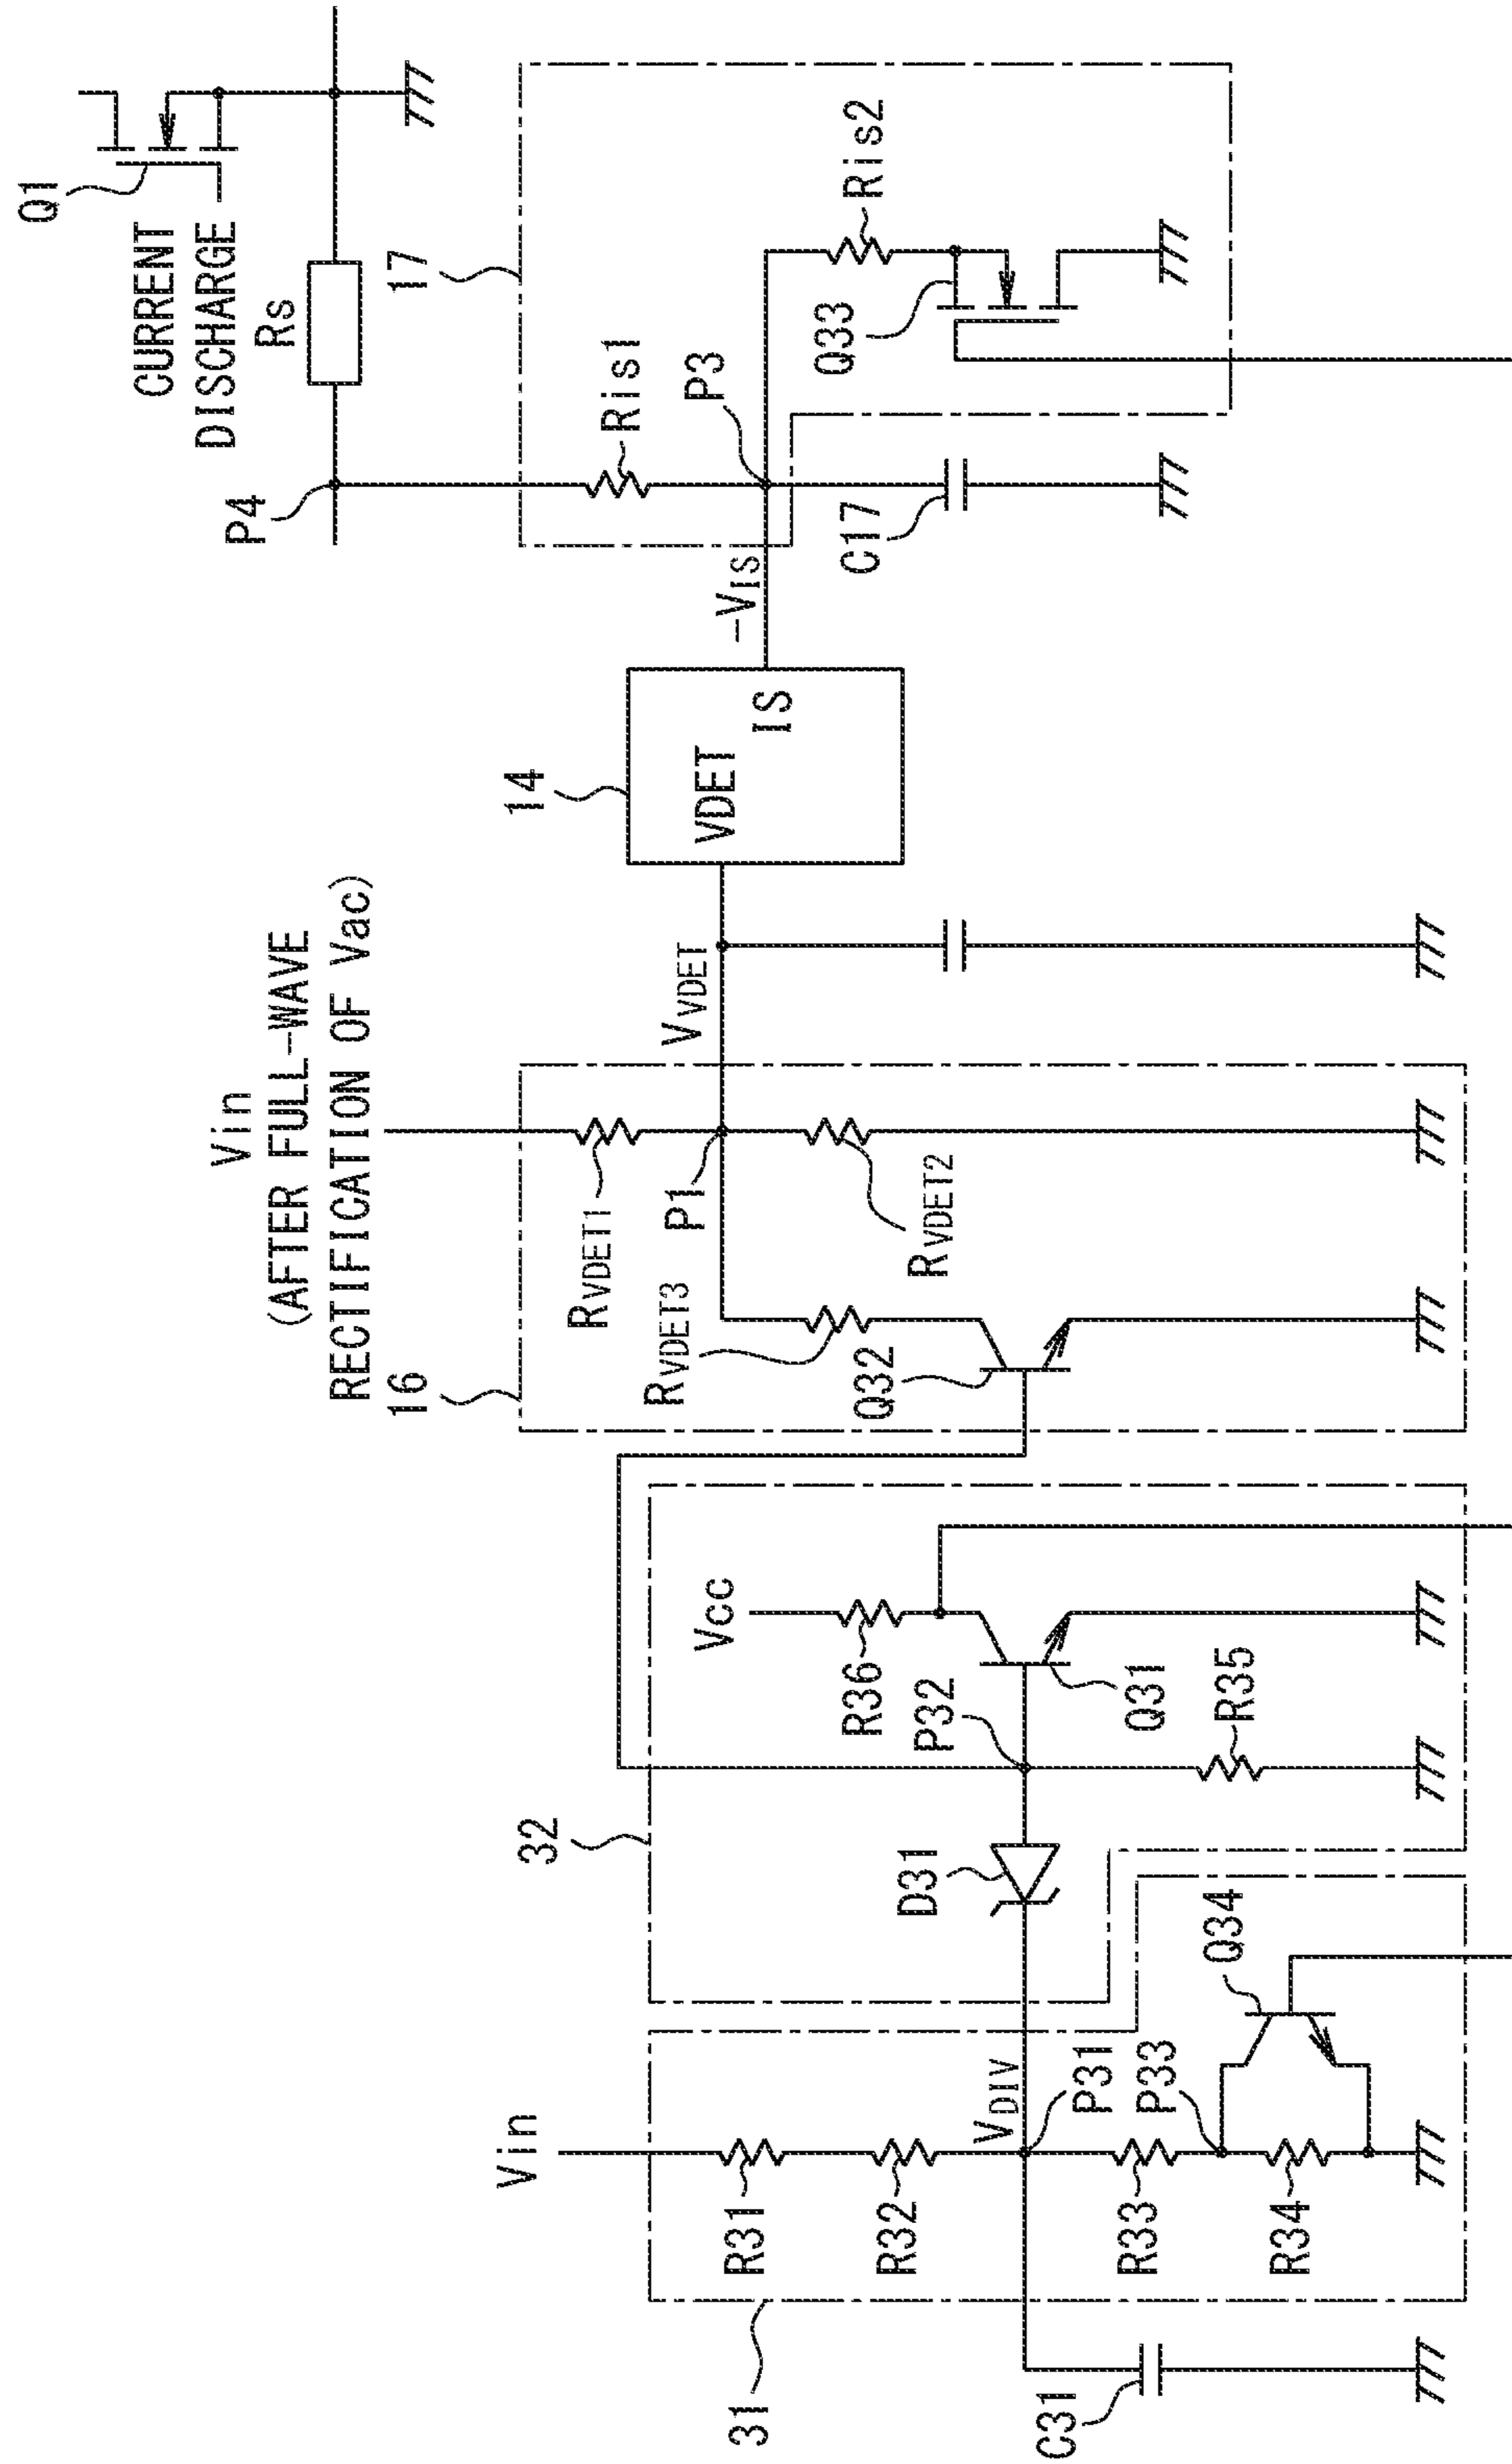 Vin
(AFTER FULL-WAVE
RECTIFICATION OF Vac)
CURRENT
DISCHARGE
Q1
Rs
P4
16
17
14
32
31
Vin
R31
R32
R33
R34
C31
VDIV
P31
P33
Q34
D31
P32
Vcc
R36
Q31
R35
RVDET1
P1
RVDET3
RVDET2
Q32
VVDET
VDET
IS
-VIS
Ris1
P3
C17
Ris2
Q33